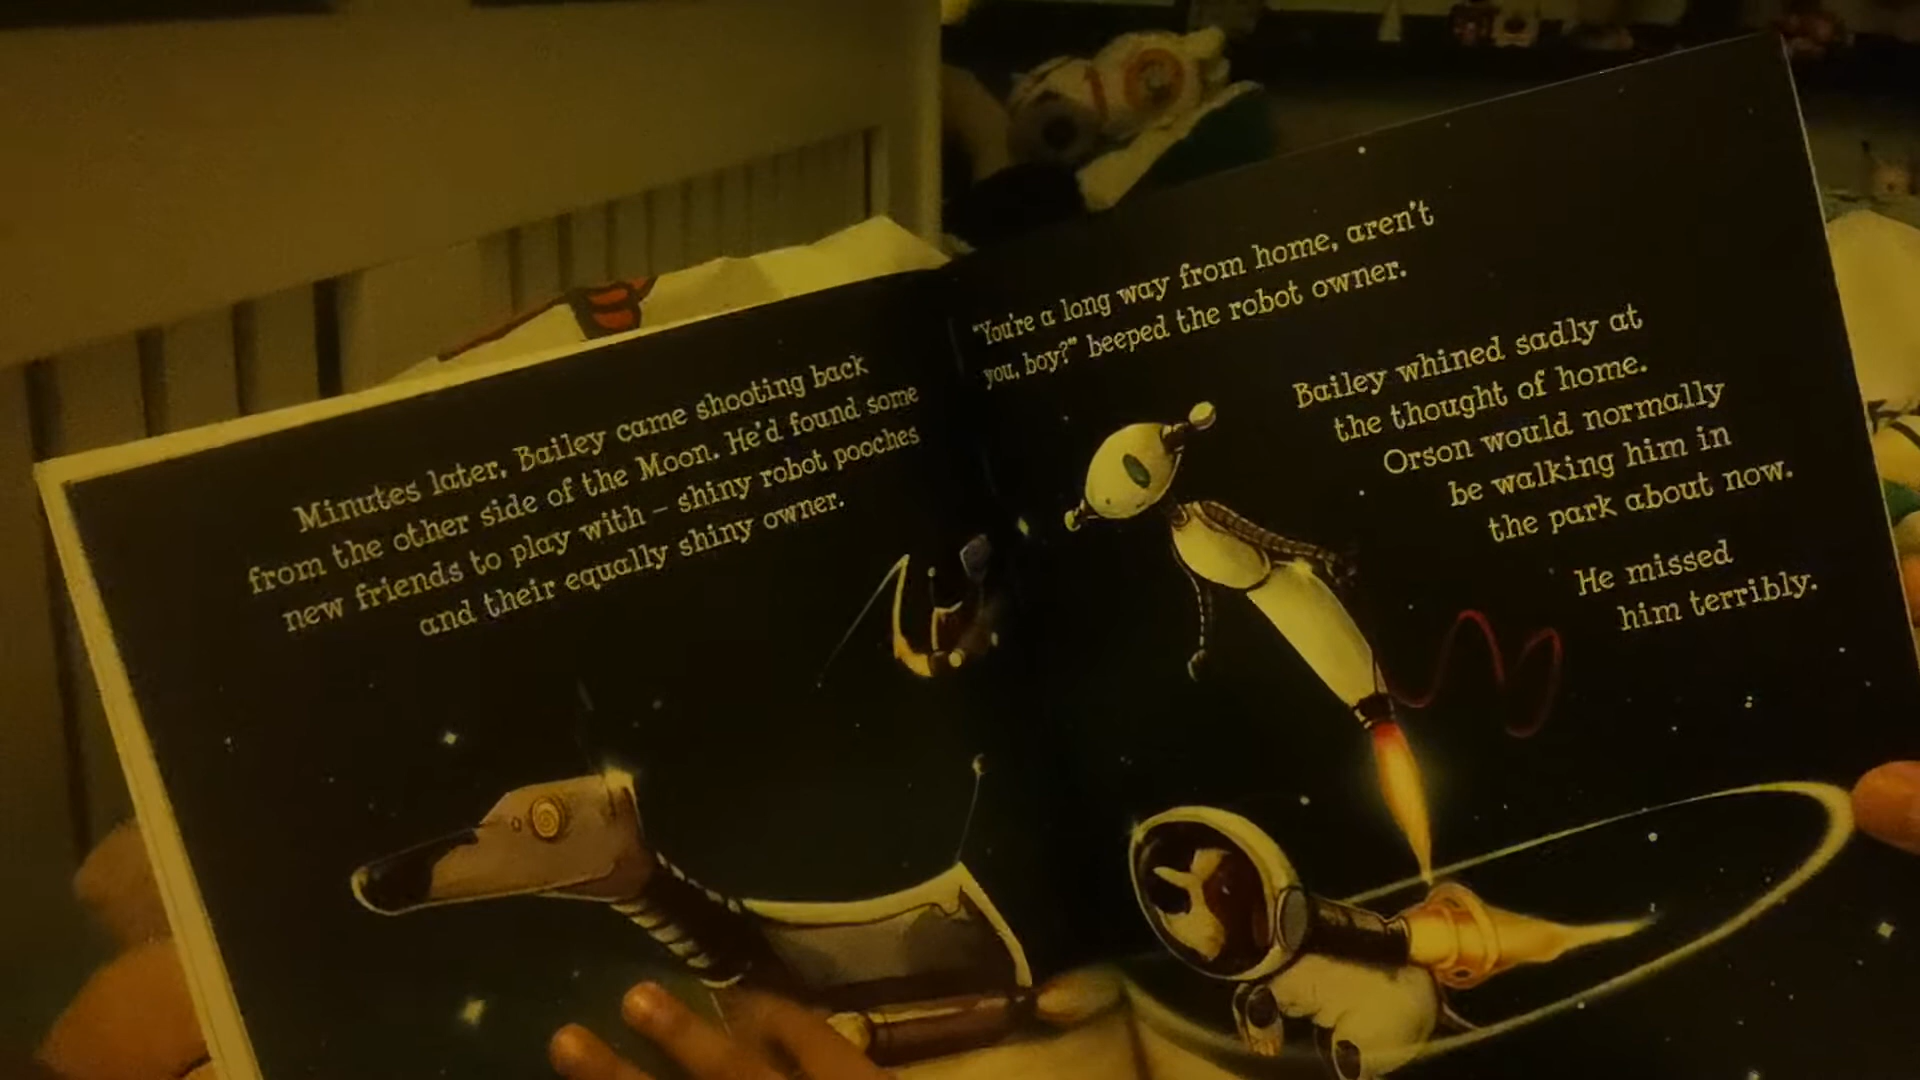 Minutes later, Bailey came shooting back
from the other side of the Moon. He'd found some
new friends to play with – shiny robot pooches
and their equally shiny owner.
"You're a long way from home, aren't
you, boy?" beeped the robot owner.
Bailey whined sadly at
the thought of home.
Orson would normally
be walking him in
the park about now.
He missed
him terribly.